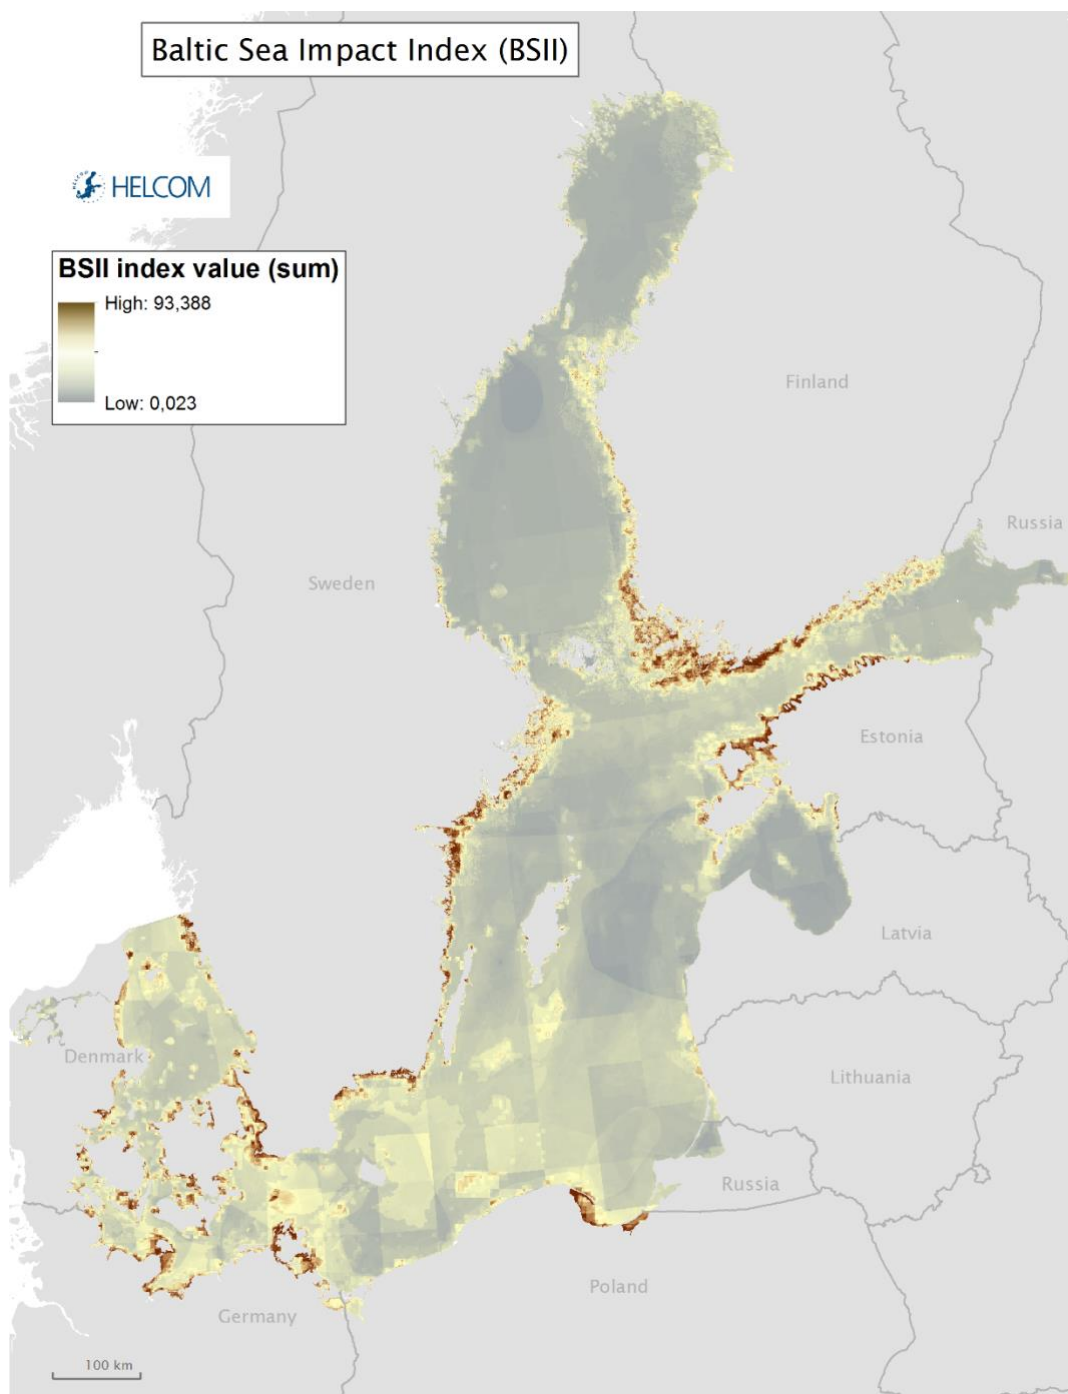 Baltic Sea Impact Index (BSII)
HELCOM
BSII index value (sum)
High: 93,388
Low: 0,023
Finland
Russia
Sweden
Estonia
Latvia
Denmark
Lithuania
Russia
Poland
Germany
100 km